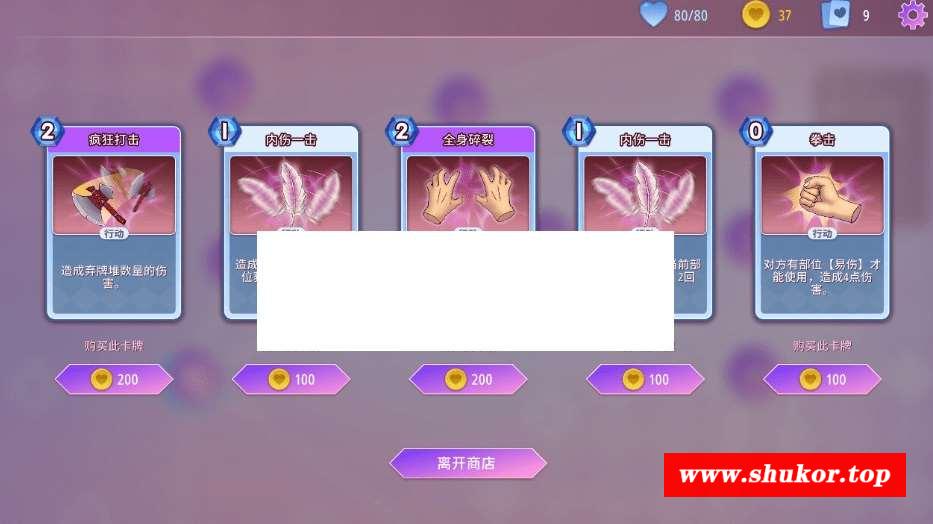 80/80
37
9
2
疯狂打击
行动
造成弃牌堆数量的伤
害。
购买此卡牌
200
1
内伤一击
造成
100
2
全身碎裂
200
1
内伤一击
当前部
2回
100
0
拳击
行动
对方有部位【易伤】才
能使用，造成4点伤
害。
购买此卡牌
100
离开商店
www.shukor.top